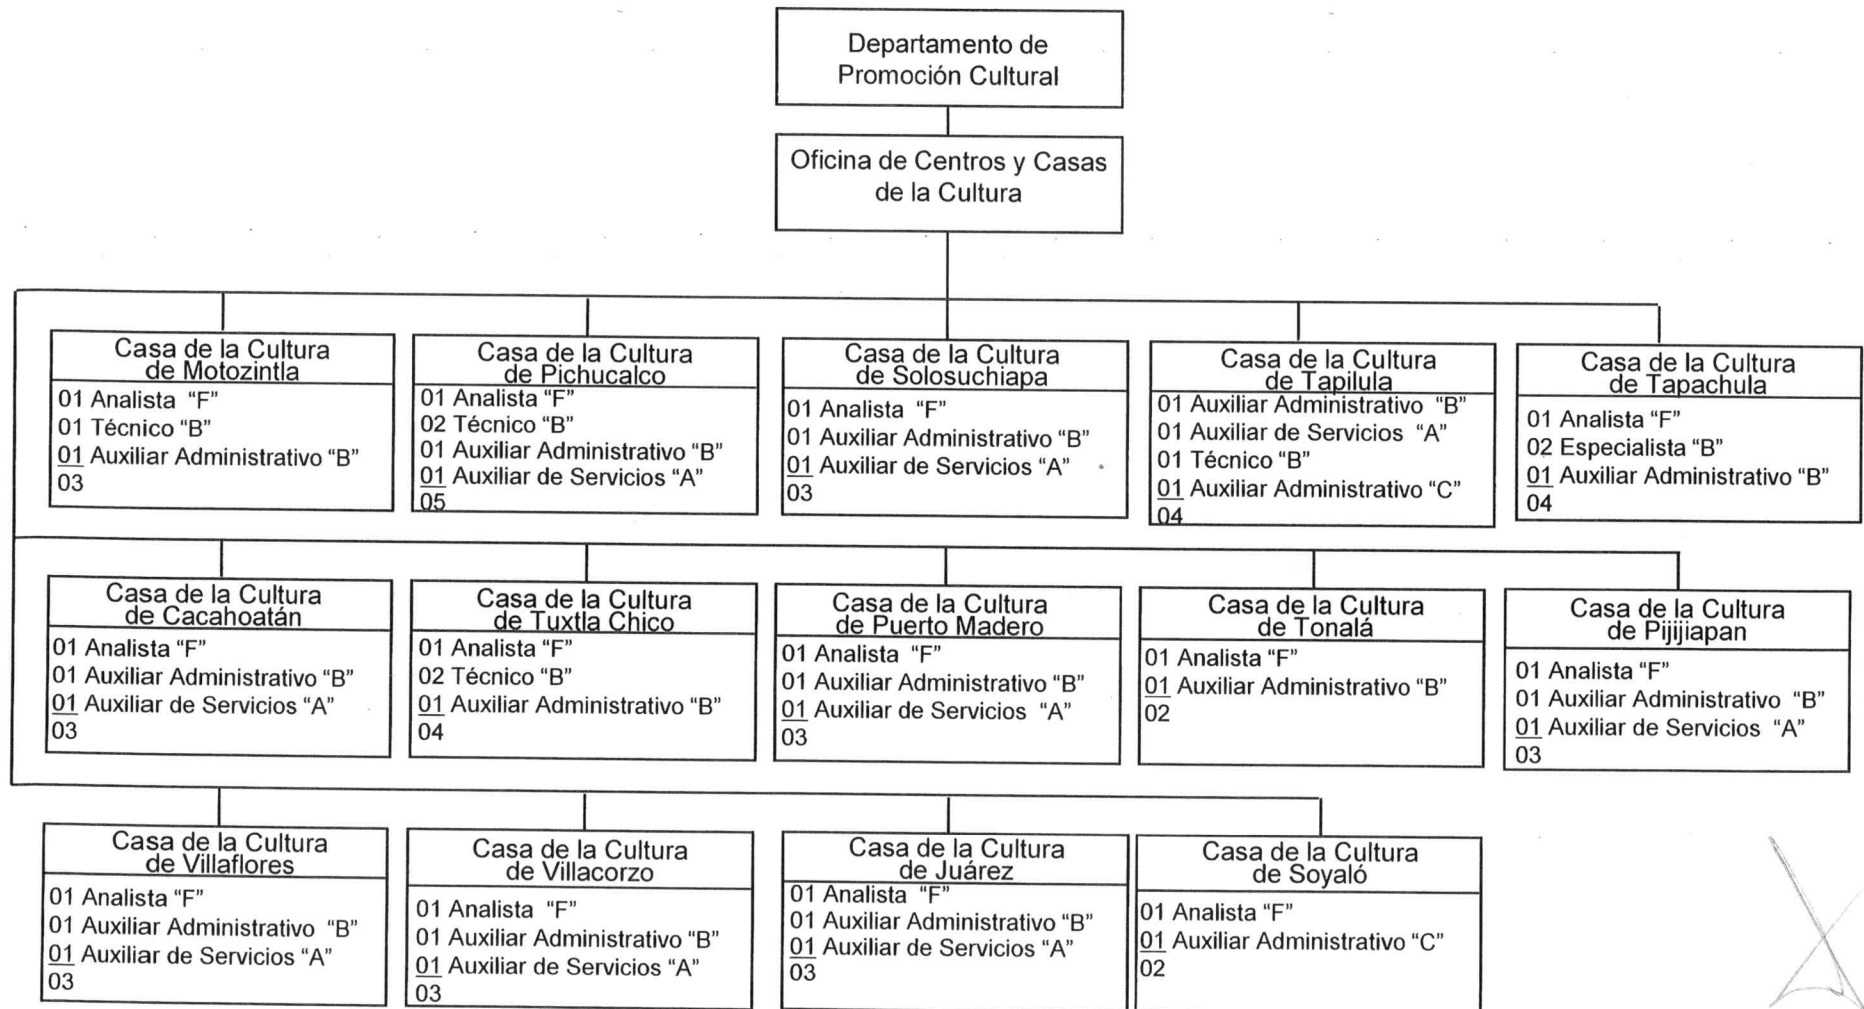 Departamento de
Promoción Cultural
Oficina de Centros y Casas
de la Cultura
Casa de la Cultura
de Motozintla
01 Analista “F”
01 Técnico “B”
01 Auxiliar Administrativo “B”
03
Casa de la Cultura
de Pichucalco
01 Analista “F”
02 Técnico “B”
01 Auxiliar Administrativo “B”
01 Auxiliar de Servicios “A”
05
Casa de la Cultura
de Solosuchiapa
01 Analista “F”
01 Auxiliar Administrativo “B”
01 Auxiliar de Servicios “A”
03
Casa de la Cultura
de Tapilula
01 Auxiliar Administrativo “B”
01 Auxiliar de Servicios “A”
01 Técnico “B”
01 Auxiliar Administrativo “C”
04
Casa de la Cultura
de Tapachula
01 Analista “F”
02 Especialista “B”
01 Auxiliar Administrativo “B”
04
Casa de la Cultura
de Cacahoatán
01 Analista “F”
01 Auxiliar Administrativo “B”
01 Auxiliar de Servicios “A”
03
Casa de la Cultura
de Tuxtla Chico
01 Analista “F”
02 Técnico “B”
01 Auxiliar Administrativo “B”
04
Casa de la Cultura
de Puerto Madero
01 Analista “F”
01 Auxiliar Administrativo “B”
01 Auxiliar de Servicios “A”
03
Casa de la Cultura
de Tonalá
01 Analista “F”
01 Auxiliar Administrativo “B”
02
Casa de la Cultura
de Pijijiapan
01 Analista “F”
01 Auxiliar Administrativo “B”
01 Auxiliar de Servicios “A”
03
Casa de la Cultura
de Villaflores
01 Analista “F”
01 Auxiliar Administrativo “B”
01 Auxiliar de Servicios “A”
03
Casa de la Cultura
de Villacorzo
01 Analista “F”
01 Auxiliar Administrativo “B”
01 Auxiliar de Servicios “A”
03
Casa de la Cultura
de Juárez
01 Analista “F”
01 Auxiliar Administrativo “B”
01 Auxiliar de Servicios “A”
03
Casa de la Cultura
de Soyaló
01 Analista “F”
01 Auxiliar Administrativo “C”
02